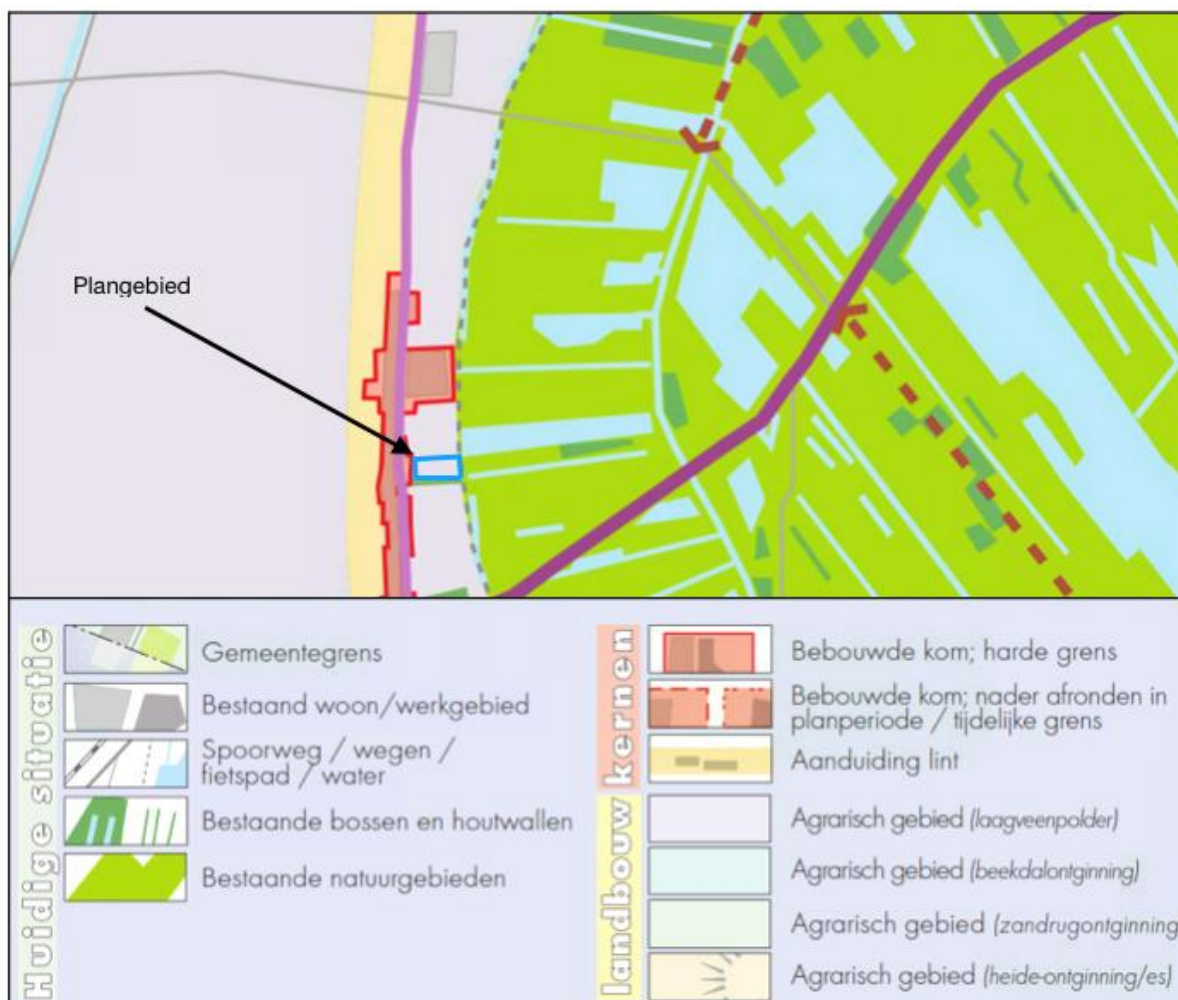 Plangebied
Huidige situatie
Gemeentegrens
Bestaand woon/werkgebied
Spoorweg / wegen /
fietspad / water
Bestaande bossen en houtwallen
Bestaande natuurgebieden
kernen
Bebouwde kom; harde grens
Bebouwde kom; nader afronden in
planperiode / tijdelijke grens
Aanduiding lint
landbouw
Agrarisch gebied (laagveenpolder)
Agrarisch gebied (beekdalontginning)
Agrarisch gebied (zandrugontginning
Agrarisch gebied (heide-ontginning/es)